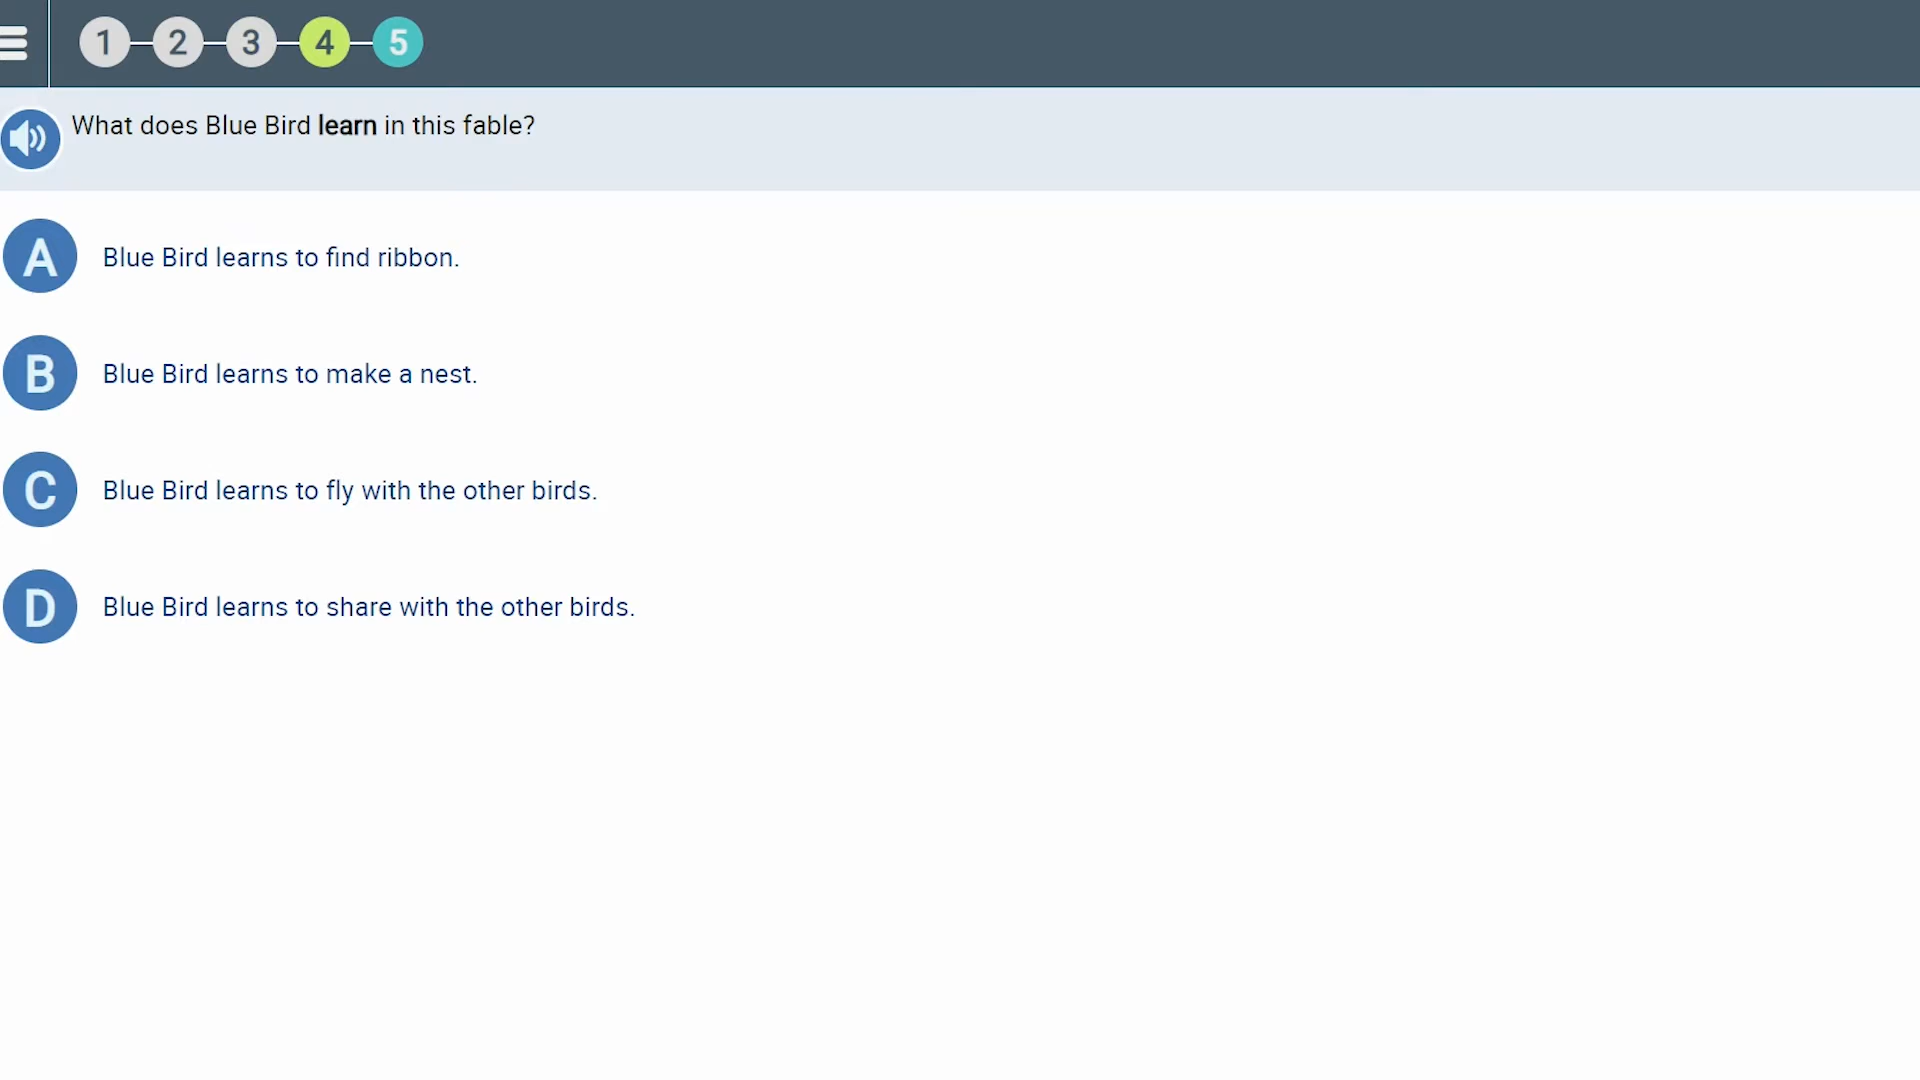 1 2 3 4 5
What does Blue Bird learn in this fable?
A Blue Bird learns to find ribbon.
B Blue Bird learns to make a nest.
C Blue Bird learns to fly with the other birds.
D Blue Bird learns to share with the other birds.